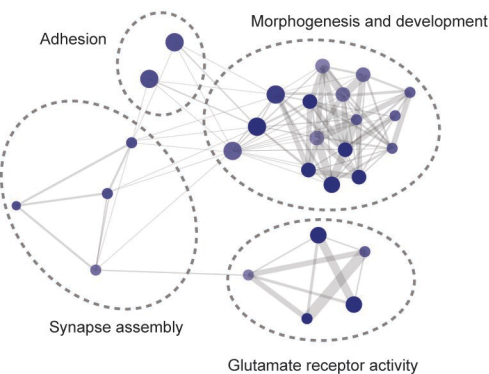 Morphogenesis and development
Adhesion
Synapse assembly
Glutamate receptor activity